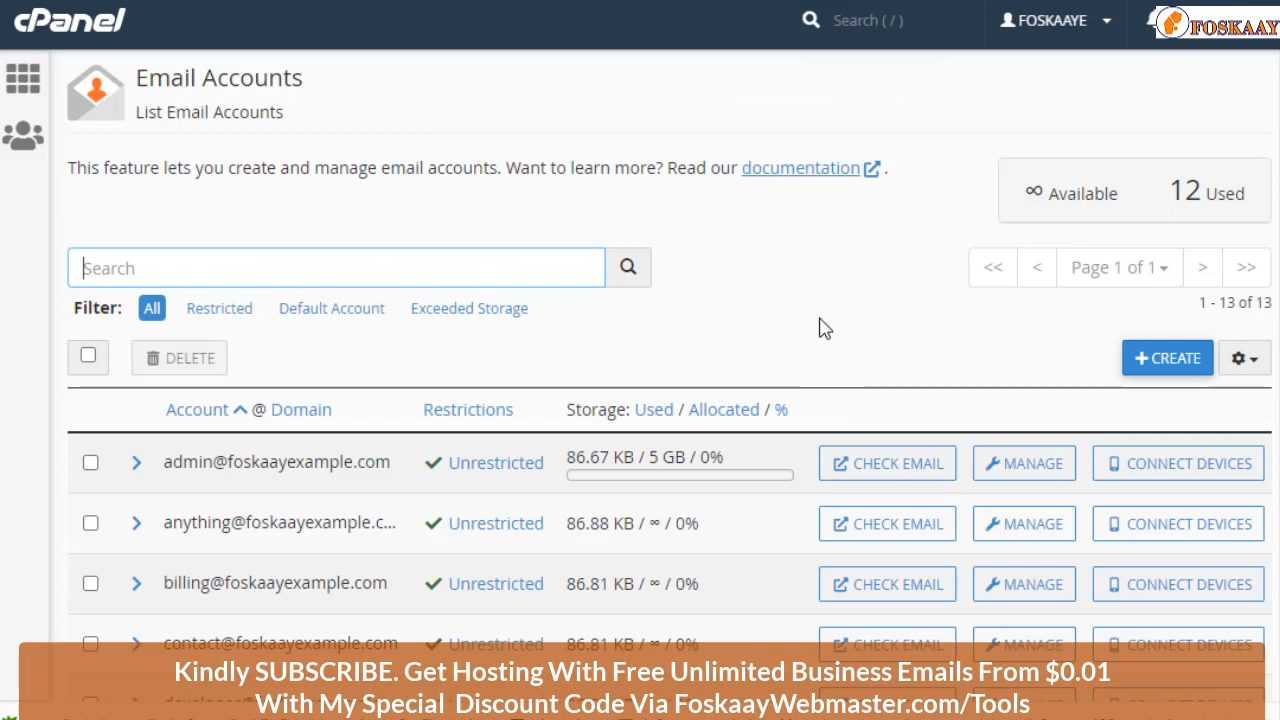 cPanel
Search ( / )
FOSKAAYE
FOSKAAY
Email Accounts
List Email Accounts
This feature lets you create and manage email accounts. Want to learn more? Read our documentation .
∞ Available 12 Used
Search
<< < Page 1 of 1 > >>
Filter: All Restricted Default Account Exceeded Storage
1 - 13 of 13
DELETE
+ CREATE
Account @ Domain Restrictions Storage: Used / Allocated / %
admin@foskaayexample.com Unrestricted 86.67 KB / 5 GB / 0% CHECK EMAIL MANAGE CONNECT DEVICES
anything@foskaayexample.c... Unrestricted 86.88 KB / ∞ / 0% CHECK EMAIL MANAGE CONNECT DEVICES
billing@foskaayexample.com Unrestricted 86.81 KB / ∞ / 0% CHECK EMAIL MANAGE CONNECT DEVICES
contact@foskaayexample.com Unrestricted 86.81 KB / ∞ / 0% CHECK EMAIL MANAGE CONNECT DEVICES
Kindly SUBSCRIBE. Get Hosting With Free Unlimited Business Emails From $0.01
With My Special Discount Code Via FoskaayWebmaster.com/Tools